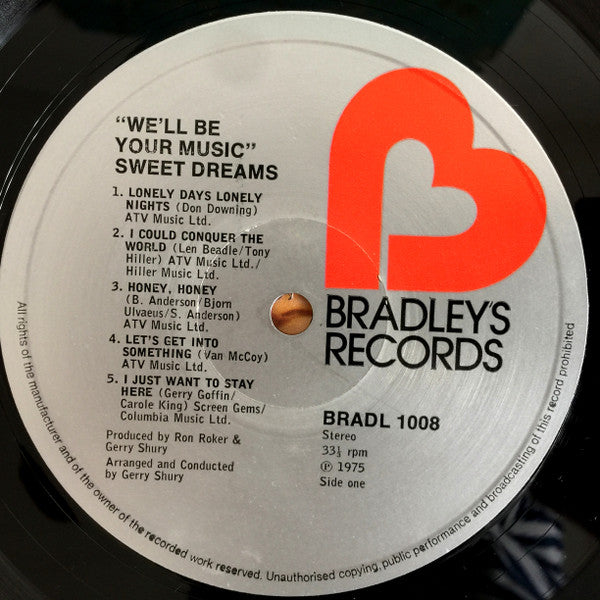 "WE'LL BE
YOUR MUSIC"
SWEET DREAMS
1. LONELY DAYS LONELY
NIGHTS (Don Downing)
ATV Music Ltd.
2. I COULD CONQUER THE
WORLD (Len Beadle/Tony
Hiller) ATV Music Ltd./
Hiller Music Ltd.
3. HONEY, HONEY
(B. Anderson/Bjorn
Ulvaeus/S. Anderson)
ATV Music Ltd.
4. LET'S GET INTO
SOMETHING (Van McCoy)
ATV Music Ltd.
5. I JUST WANT TO STAY
HERE (Gerry Goffin/
Carole King) Screen Gems/
Columbia Music Ltd.
Produced by Ron Roker &
Gerry Shury
Arranged and Conducted
by Gerry Shury
BRADLEY'S
RECORDS
BRADL 1008
Stereo
33⅓ rpm
℗ 1975
Side one
All rights of the manufacturer and of the owner of the recorded work reserved. Unauthorised copying, public performance and broadcasting of this record prohibited